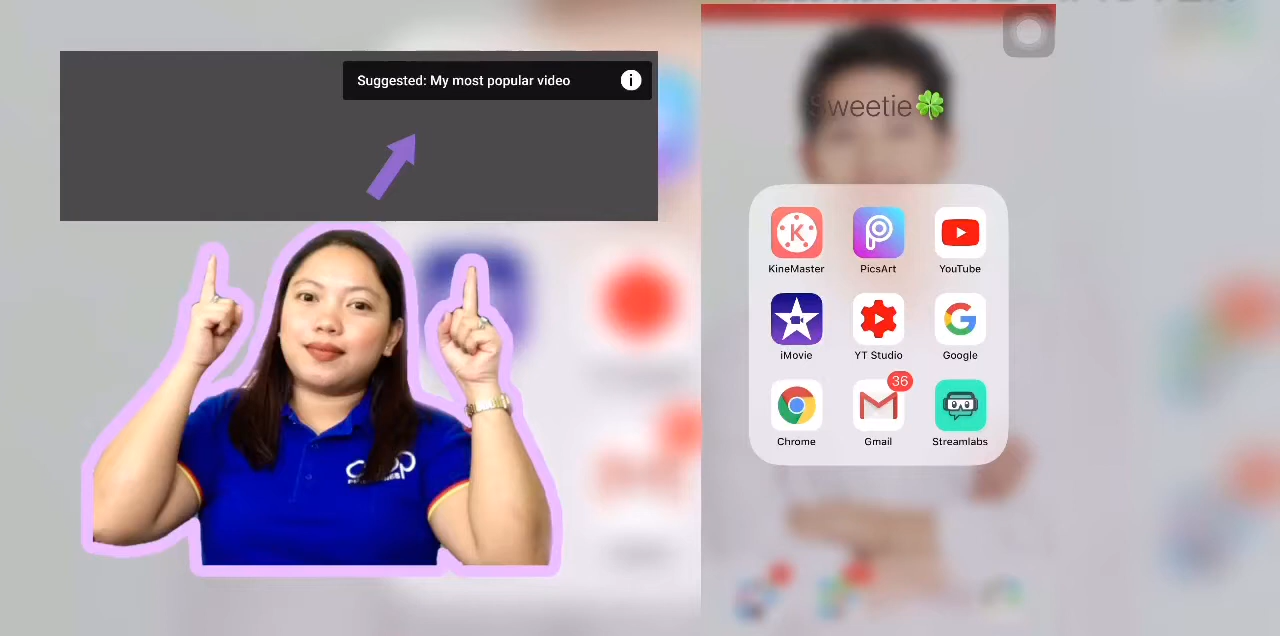 Suggested: My most popular video
Sweetie🍀
KineMaster
PicsArt
YouTube
iMovie
YT Studio
Google
36
Chrome
Gmail
Streamlabs